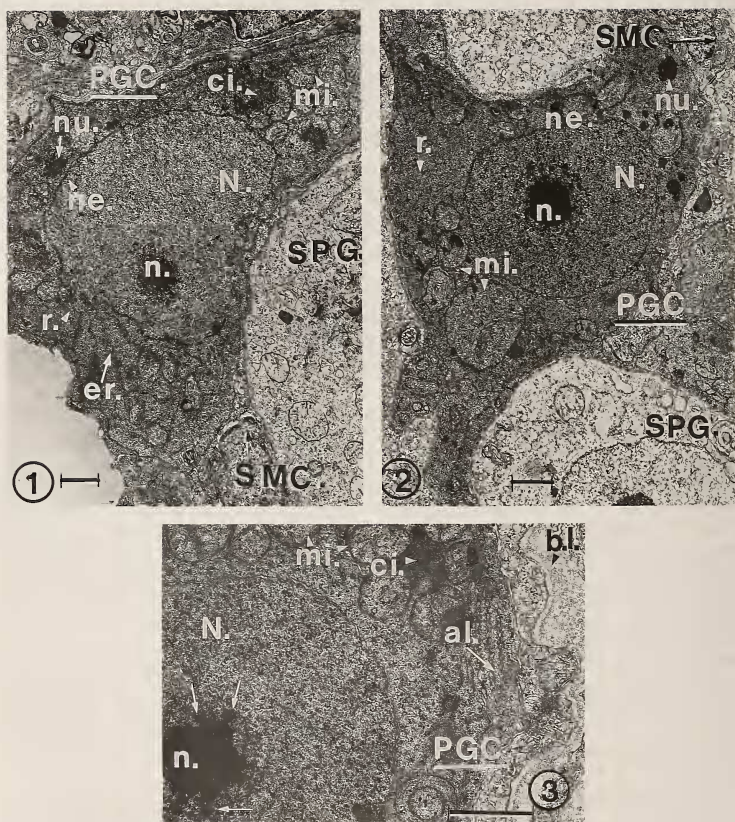 PGC.
ci.
mi.
nu.
ne.
N.
SPG
n.
r.
er.
SMC.
1
SMC
nu.
ne.
r.
N.
n.
mi.
PGC
SPG.
2
mi.
ci.
b.l.
N.
al.
n.
PGC
3